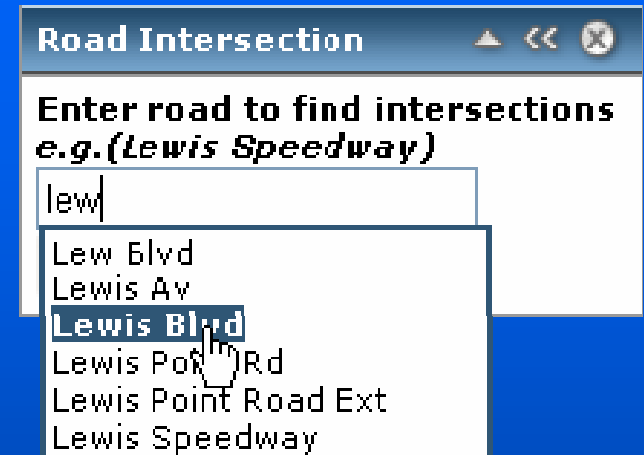 Road Intersection
Enter road to find intersections
e.g.(Lewis Speedway)
lew
Lew Blvd
Lewis Av
Lewis Blvd
Lewis Point Rd
Lewis Point Road Ext
Lewis Speedway